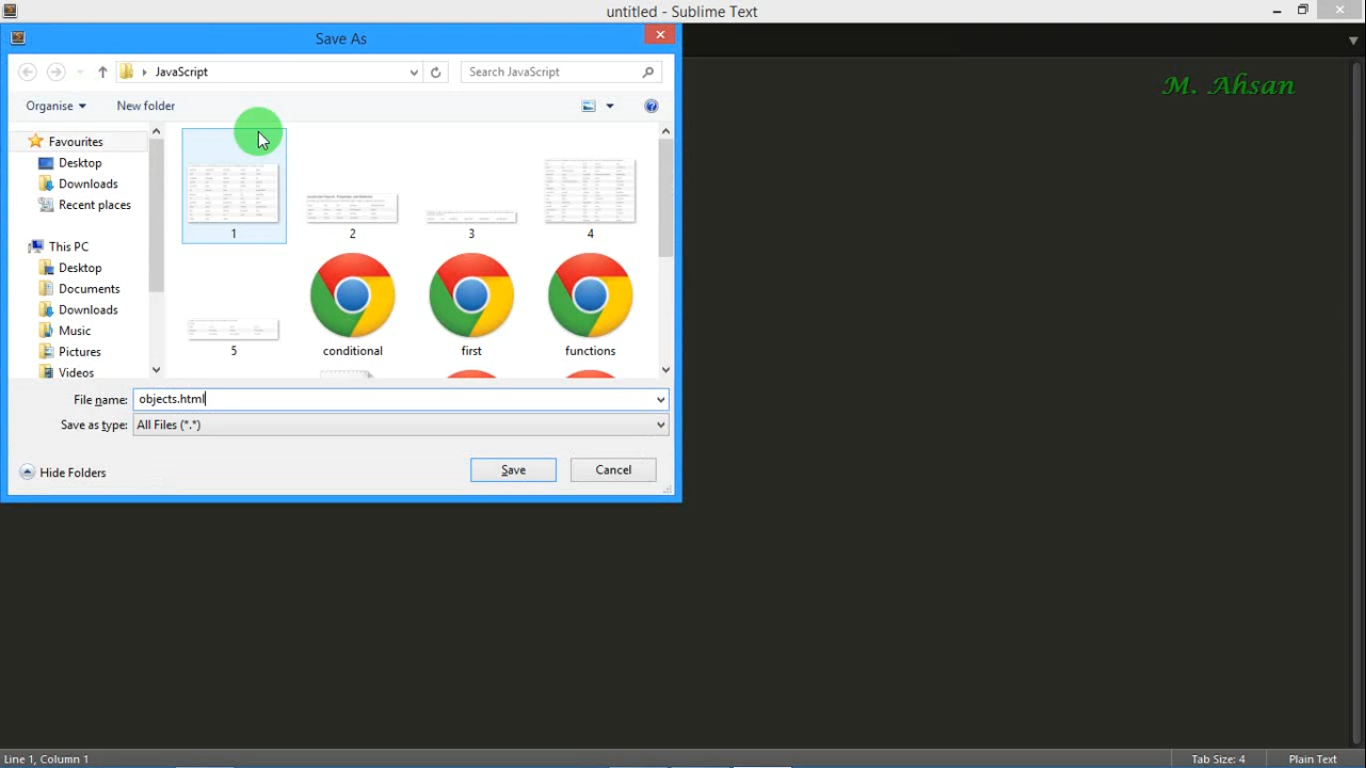 untitled - Sublime Text
Save As
JavaScript
Search JavaScript
M. Ahsan
Organise
New folder
Favourites
Desktop
Downloads
Recent places
This PC
Desktop
Documents
Downloads
Music
Pictures
Videos
1
2
3
4
5
conditional
first
functions
File name: objects.html
Save as type: All Files (*.*)
Hide Folders
Save
Cancel
Line 1, Column 1
Tab Size: 4
Plain Text